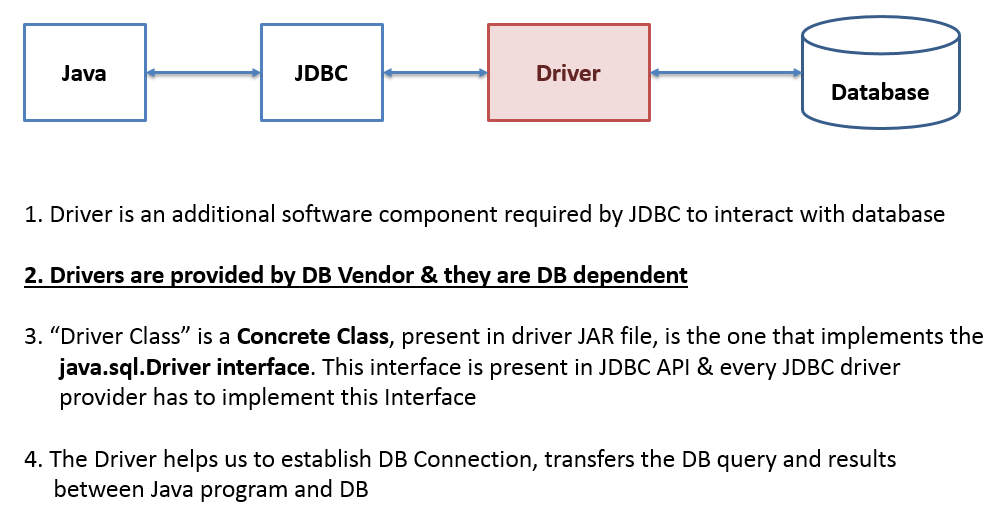 Java
JDBC
Driver
Database
1. Driver is an additional software component required by JDBC to interact with database
2. Drivers are provided by DB Vendor & they are DB dependent
3. “Driver Class” is a Concrete Class, present in driver JAR file, is the one that implements the
java.sql.Driver interface. This interface is present in JDBC API & every JDBC driver
provider has to implement this Interface
4. The Driver helps us to establish DB Connection, transfers the DB query and results
between Java program and DB